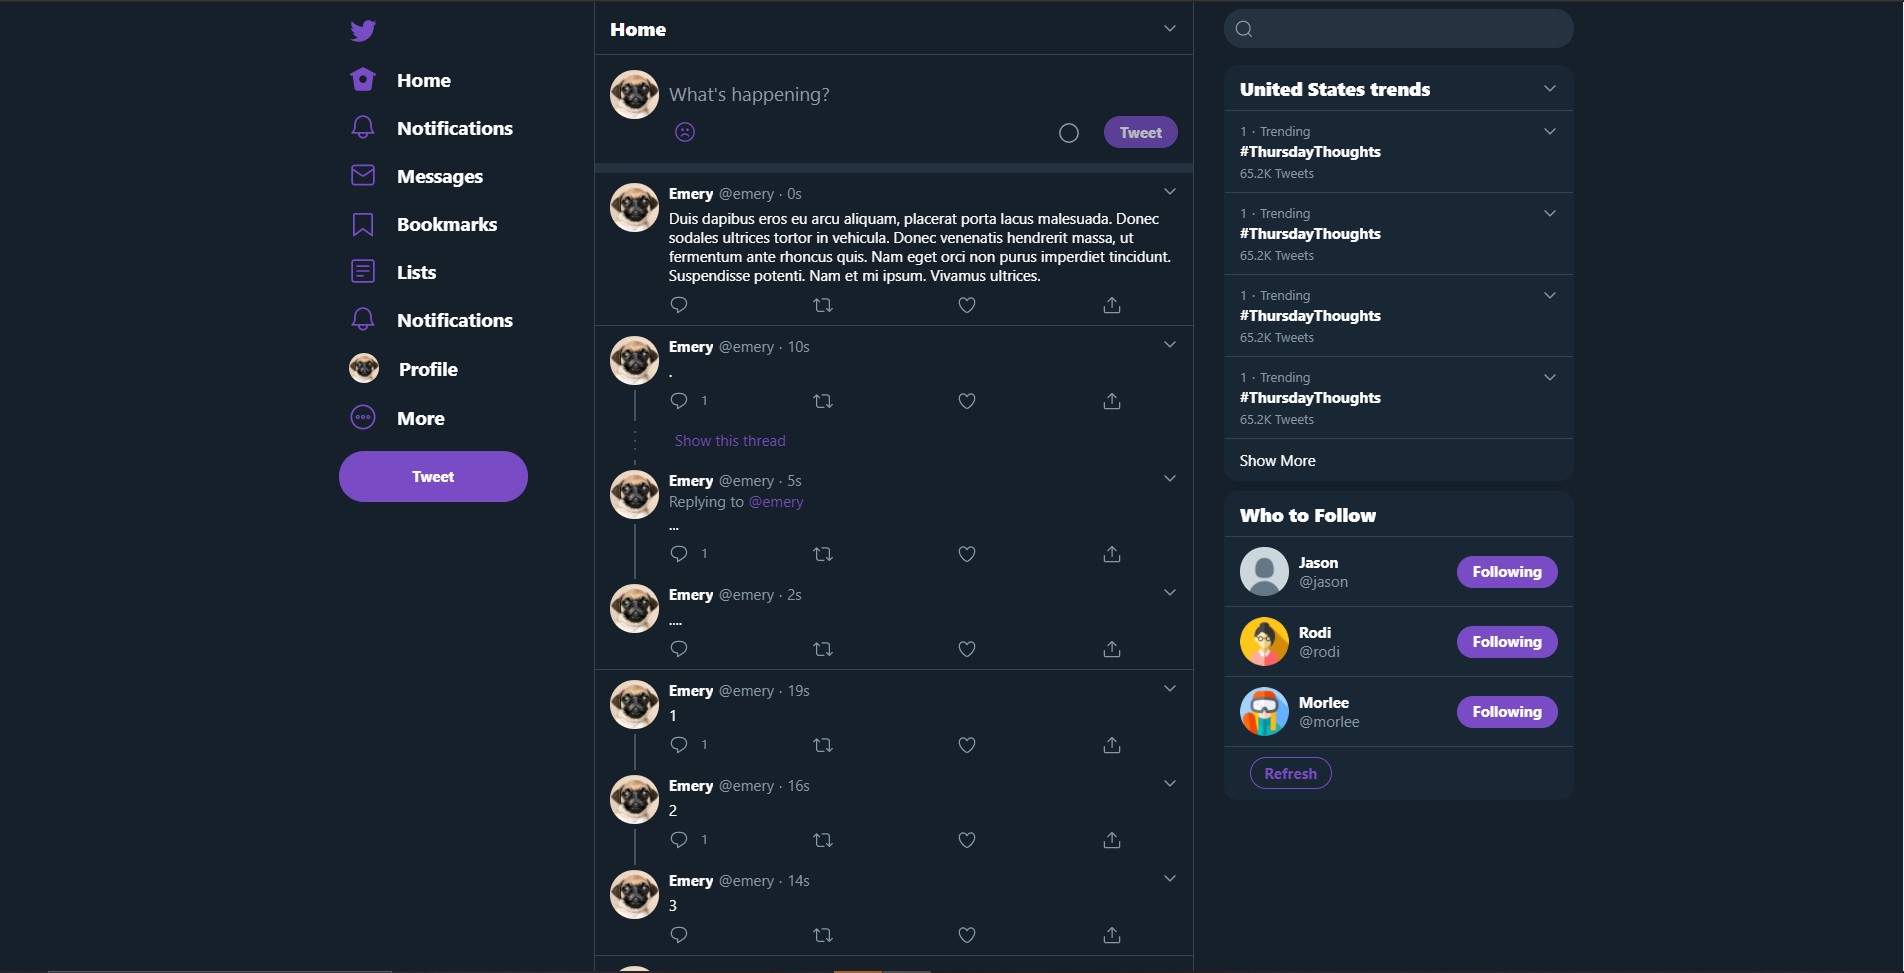 Home
Notifications
Messages
Bookmarks
Lists
Notifications
Profile
More
Tweet
Home
What's happening?
Tweet
Emery @emery · 0s
Duis dapibus eros eu arcu aliquam, placerat porta lacus malesuada. Donec
sodales ultrices tortor in vehicula. Donec venenatis hendrerit massa, ut
fermentum ante rhoncus quis. Nam eget orci non purus imperdiet tincidunt.
Suspendisse potenti. Nam et mi ipsum. Vivamus ultrices.
Emery @emery · 10s
.
1
Show this thread
Emery @emery · 5s
Replying to @emery
...
1
Emery @emery · 2s
....
Emery @emery · 19s
1
1
Emery @emery · 16s
2
1
Emery @emery · 14s
3
United States trends
1 · Trending
#ThursdayThoughts
65.2K Tweets
1 · Trending
#ThursdayThoughts
65.2K Tweets
1 · Trending
#ThursdayThoughts
65.2K Tweets
1 · Trending
#ThursdayThoughts
65.2K Tweets
Show More
Who to Follow
Jason
@jason
Following
Rodi
@rodi
Following
Morlee
@morlee
Following
Refresh